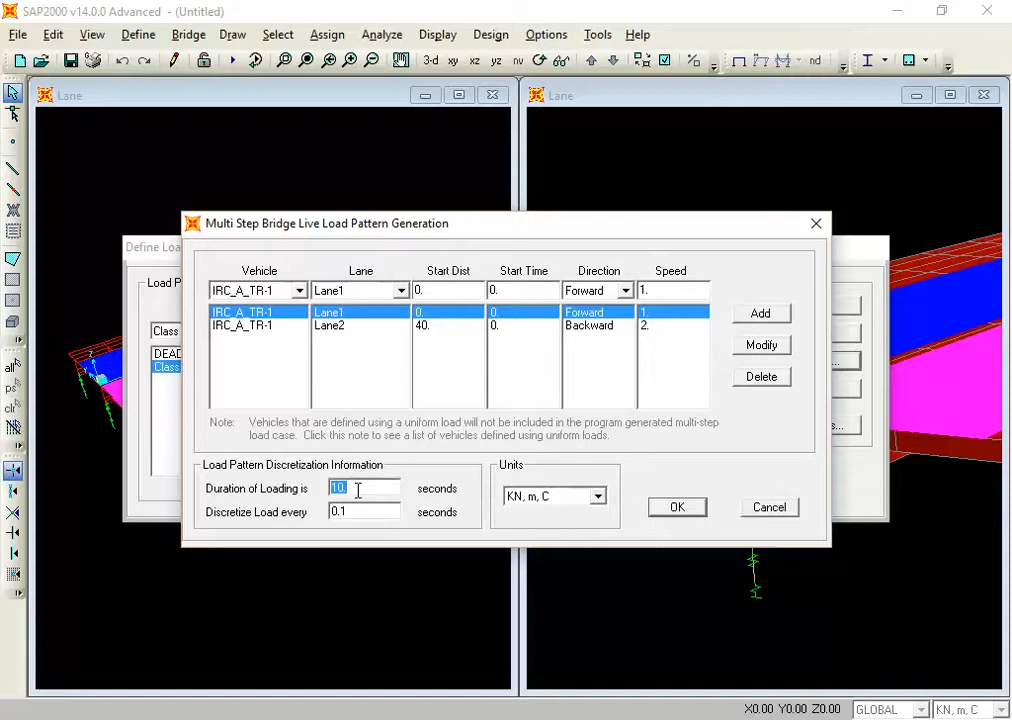 SAP2000 v14.0.0 Advanced - (Untitled)
File Edit View Define Bridge Draw Select Assign Analyze Display Design Options Tools Help
3-d xy xz yz nv nd
Lane
Lane
all
ps
clr
Define Loa
Load P
Class
DEAD
Class
...
s...
Multi Step Bridge Live Load Pattern Generation
Vehicle Lane Start Dist Start Time Direction Speed
IRC_A_TR-1 Lane1 0. 0. Forward 1.
IRC_A_TR-1 Lane1 0. 0. Forward 1.
IRC_A_TR-1 Lane2 40. 0. Backward 2.
Add
Modify
Delete
Note: Vehicles that are defined using a uniform load will not be included in the program generated multi-step
load case. Click this note to see a list of vehicles defined using uniform loads.
Load Pattern Discretization Information
Duration of Loading is 10. seconds
Discretize Load every 0.1 seconds
Units
KN, m, C
OK
Cancel
X0.00 Y0.00 Z0.00 GLOBAL KN, m, C